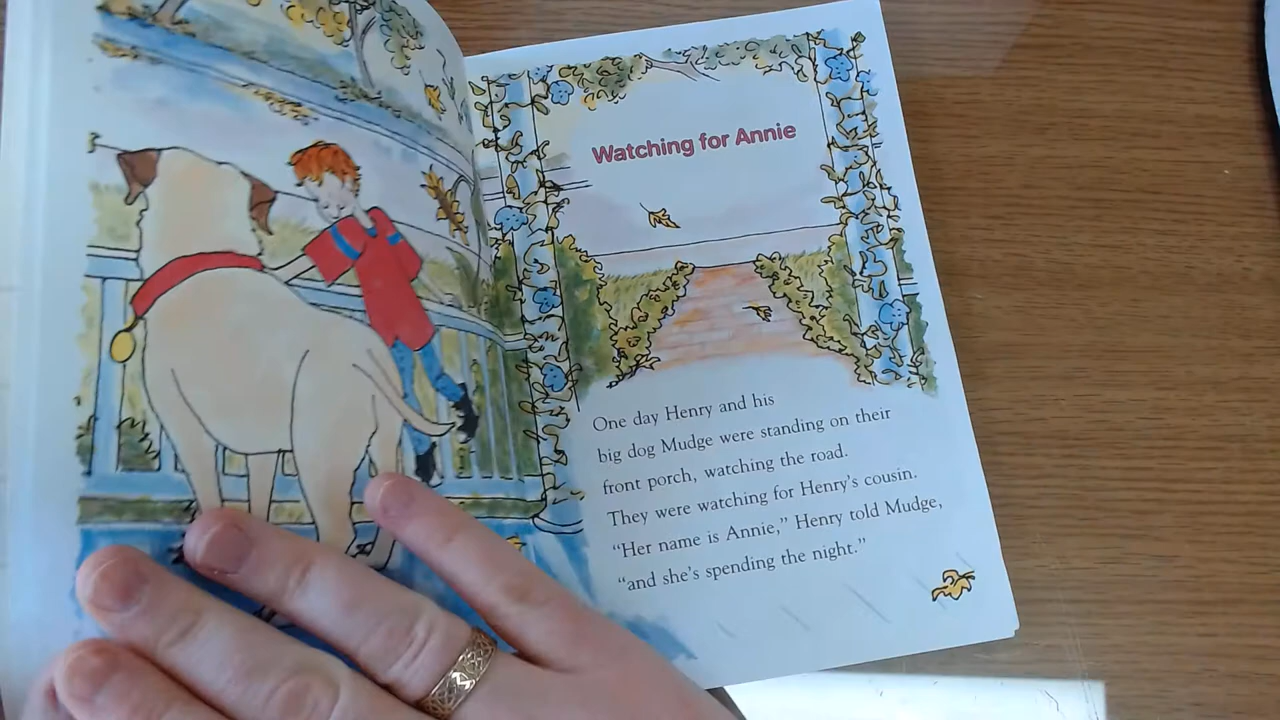 Watching for Annie
One day Henry and his
big dog Mudge were standing on their
front porch, watching the road.
They were watching for Henry's cousin.
“Her name is Annie,” Henry told Mudge,
“and she's spending the night.”